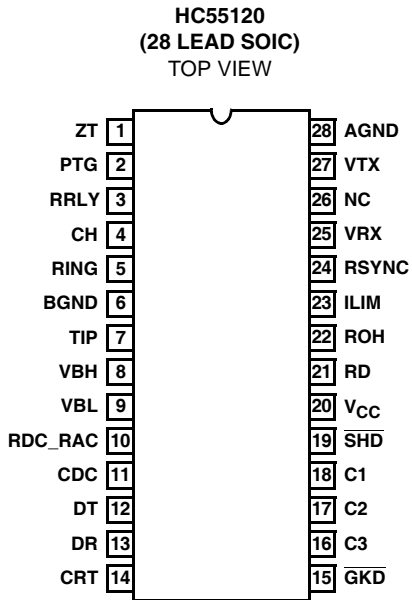 HC55120
(28 LEAD SOIC)
TOP VIEW
ZT 1 28 AGND
PTG 2 27 VTX
RRLY 3 26 NC
CH 4 25 VRX
RING 5 24 RSYNC
BGND 6 23 ILIM
TIP 7 22 ROH
VBH 8 21 RD
VBL 9 20 VCC
RDC_RAC 10 19 SHD
CDC 11 18 C1
DT 12 17 C2
DR 13 16 C3
CRT 14 15 GKD